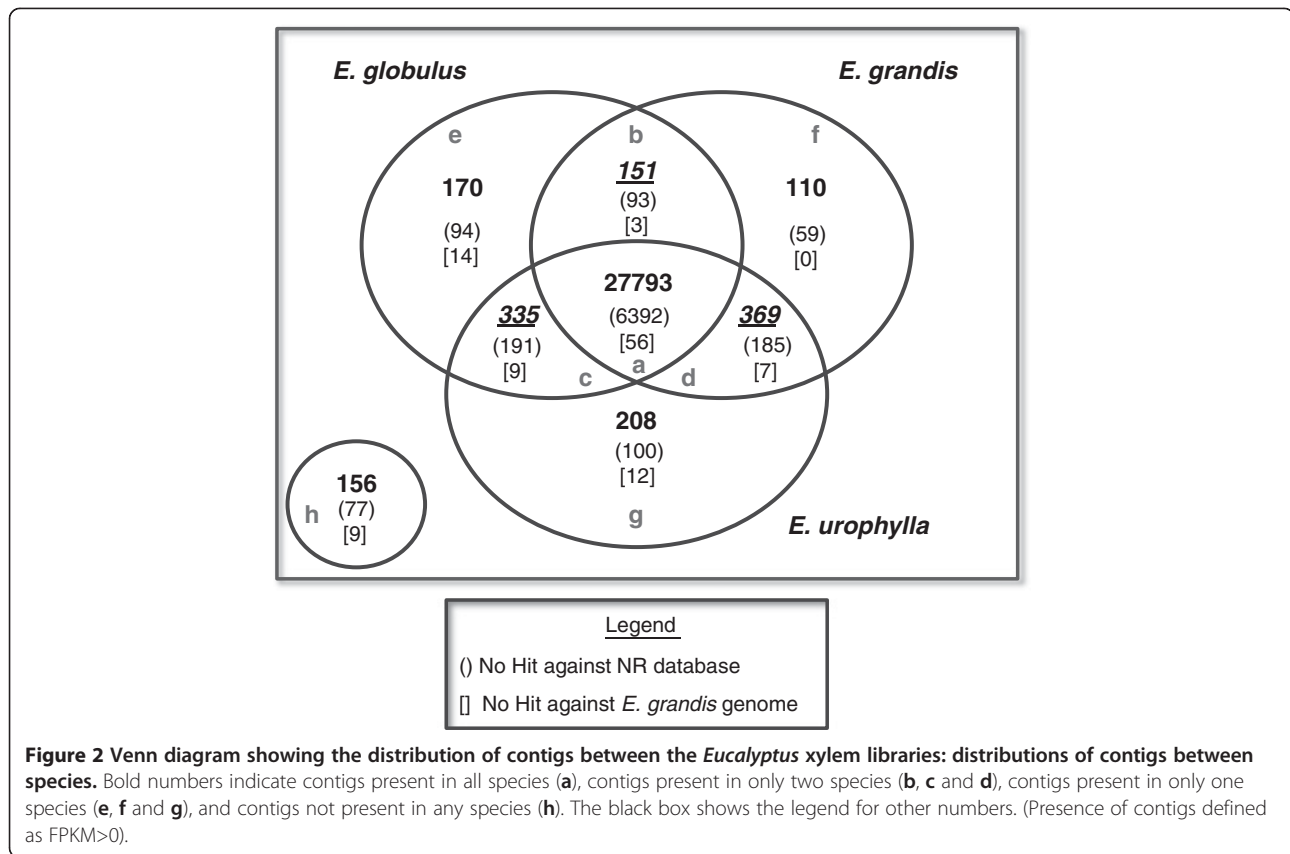 E. globulus
E. grandis
e
b
f
170
(94)
[14]
151
(93)
[3]
110
(59)
[0]
335
(191)
[9]
27793
(6392)
[56]
369
(185)
[7]
c
a
d
208
(100)
[12]
g
E. urophylla
156
(77)
[9]
h
Legend
() No Hit against NR database
[] No Hit against E. grandis genome
Figure 2 Venn diagram showing the distribution of contigs between the Eucalyptus xylem libraries: distributions of contigs between
species. Bold numbers indicate contigs present in all species (a), contigs present in only two species (b, c and d), contigs present in only one
species (e, f and g), and contigs not present in any species (h). The black box shows the legend for other numbers. (Presence of contigs defined
as FPKM>0).